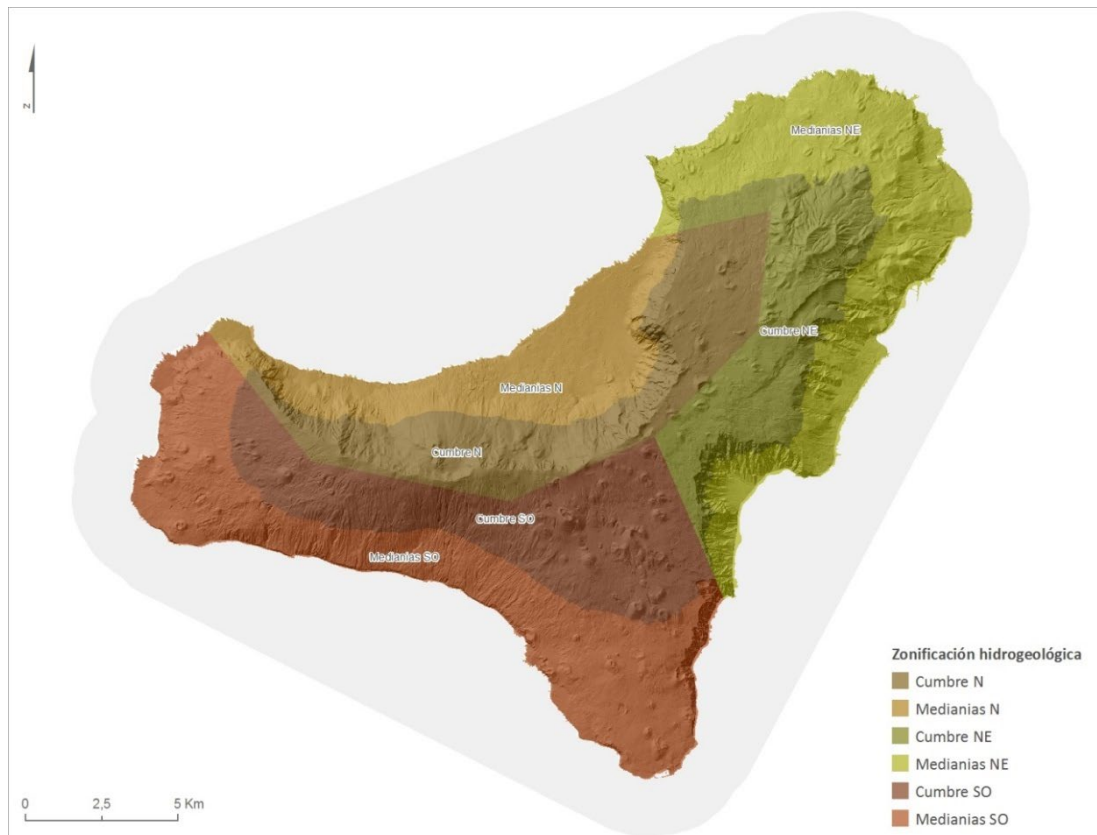 N
Medianias NE
Cumbre NE
Medianias N
Cumbre N
Cumbre SO
Medianias SO
Zonificación hidrogeológica
Cumbre N
Medianias N
Cumbre NE
Medianias NE
Cumbre SO
Medianias SO
0 2,5 5 Km